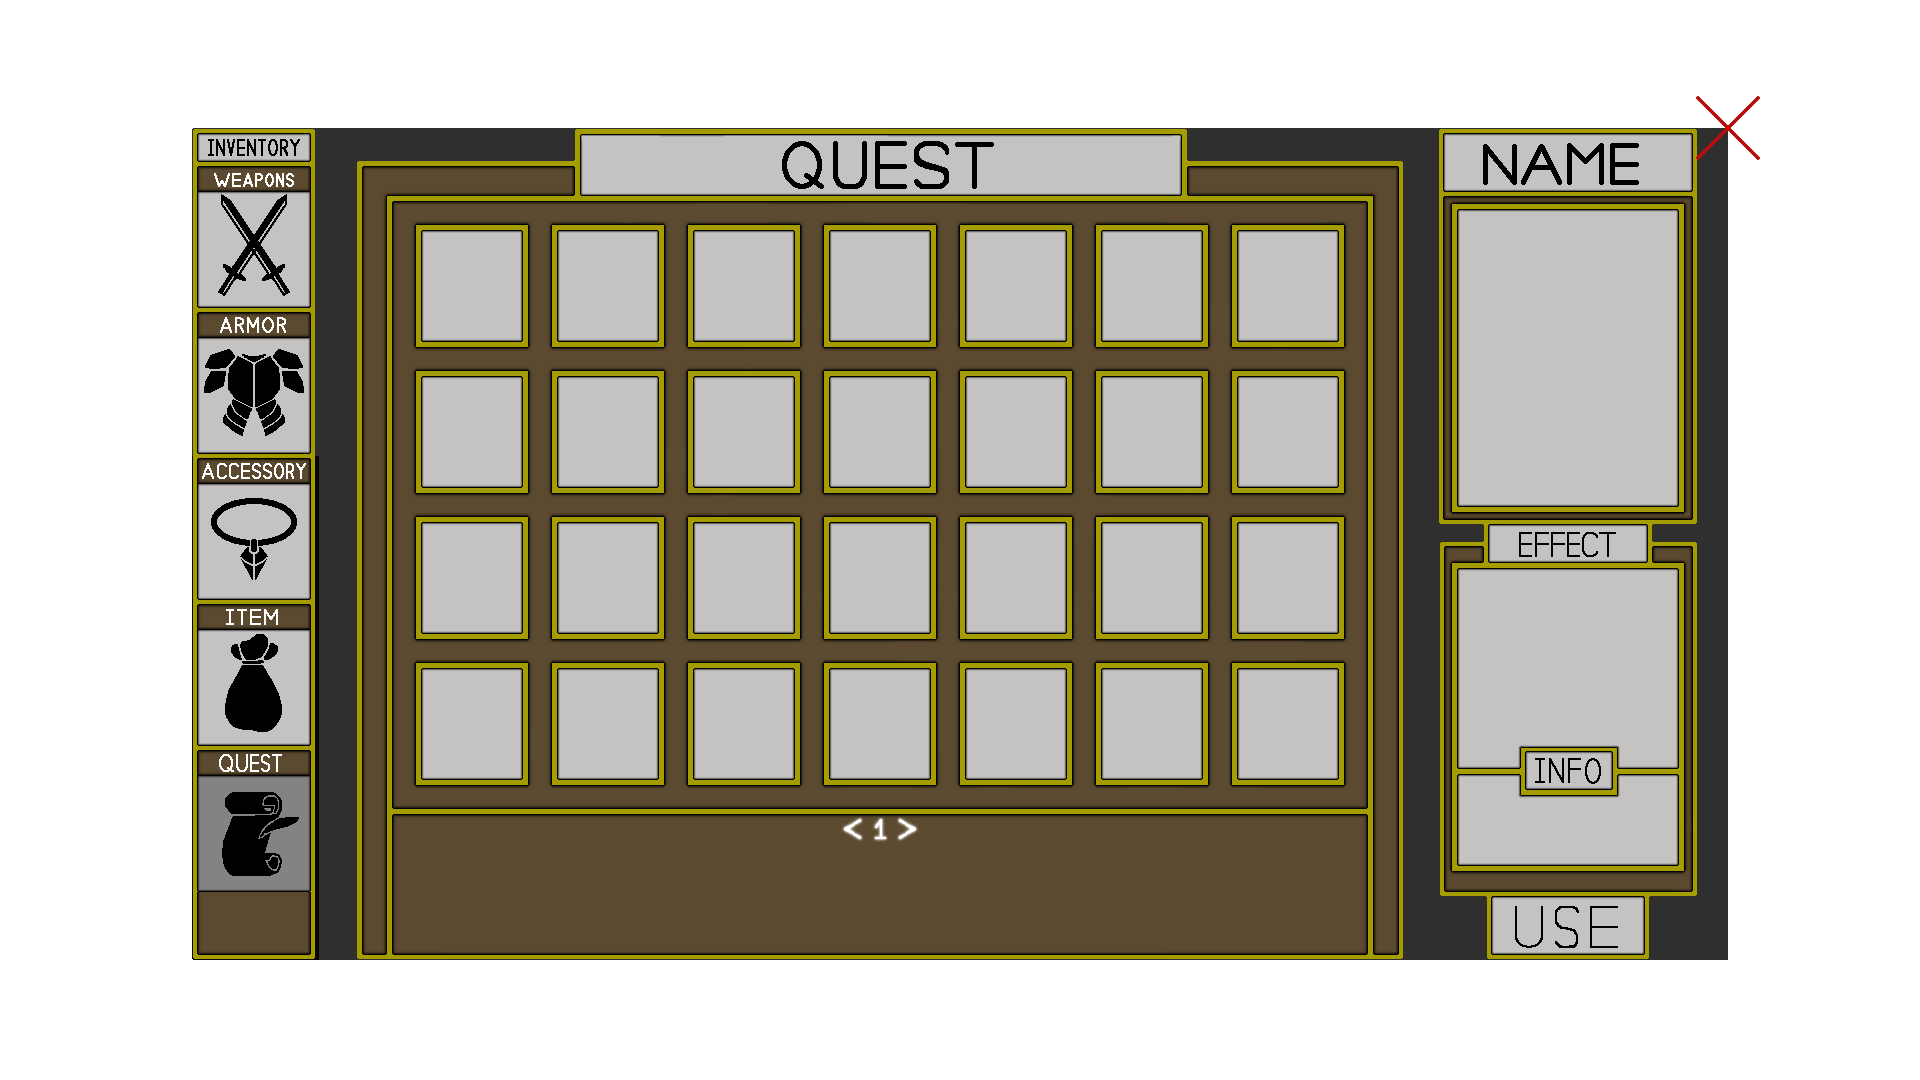 INVENTORY
WEAPONS
ARMOR
ACCESSORY
ITEM
QUEST
QUEST
< 1 >
NAME
EFFECT
INFO
USE